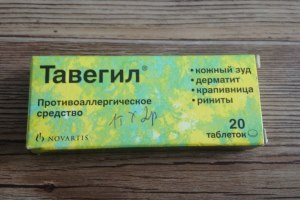 Тавегил®
Противоаллергическое
средство
NOVARTIS
• кожный зуд
• дерматит
• крапивница
• риниты
20
таблеток